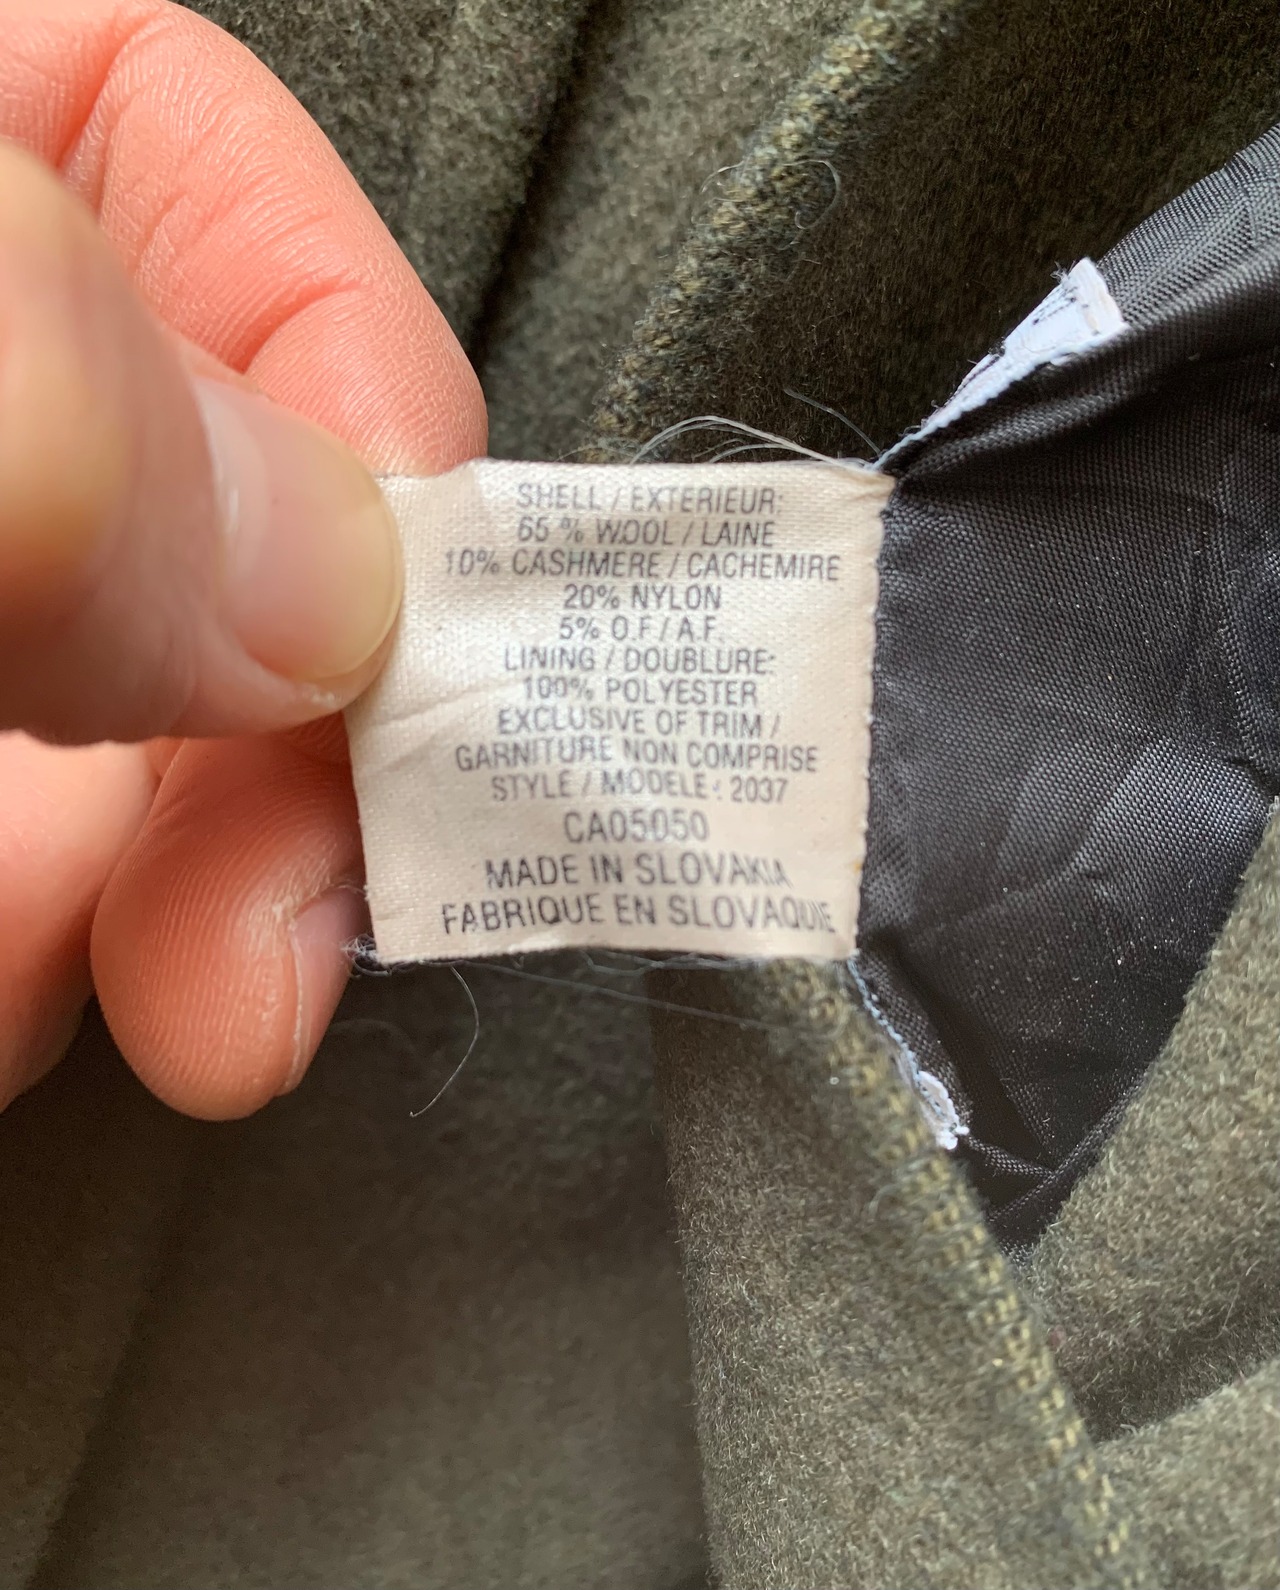 SHELL / EXTERIEUR:
65 % WOOL / LAINE
10% CASHMERE / CACHEMIRE
20% NYLON
5% O.F / A.F.
LINING / DOUBLURE:
100% POLYESTER
EXCLUSIVE OF TRIM /
GARNITURE NON COMPRISE
STYLE / MODELE : 2037
CA05050
MADE IN SLOVAKIA
FABRIQUE EN SLOVAQUIE